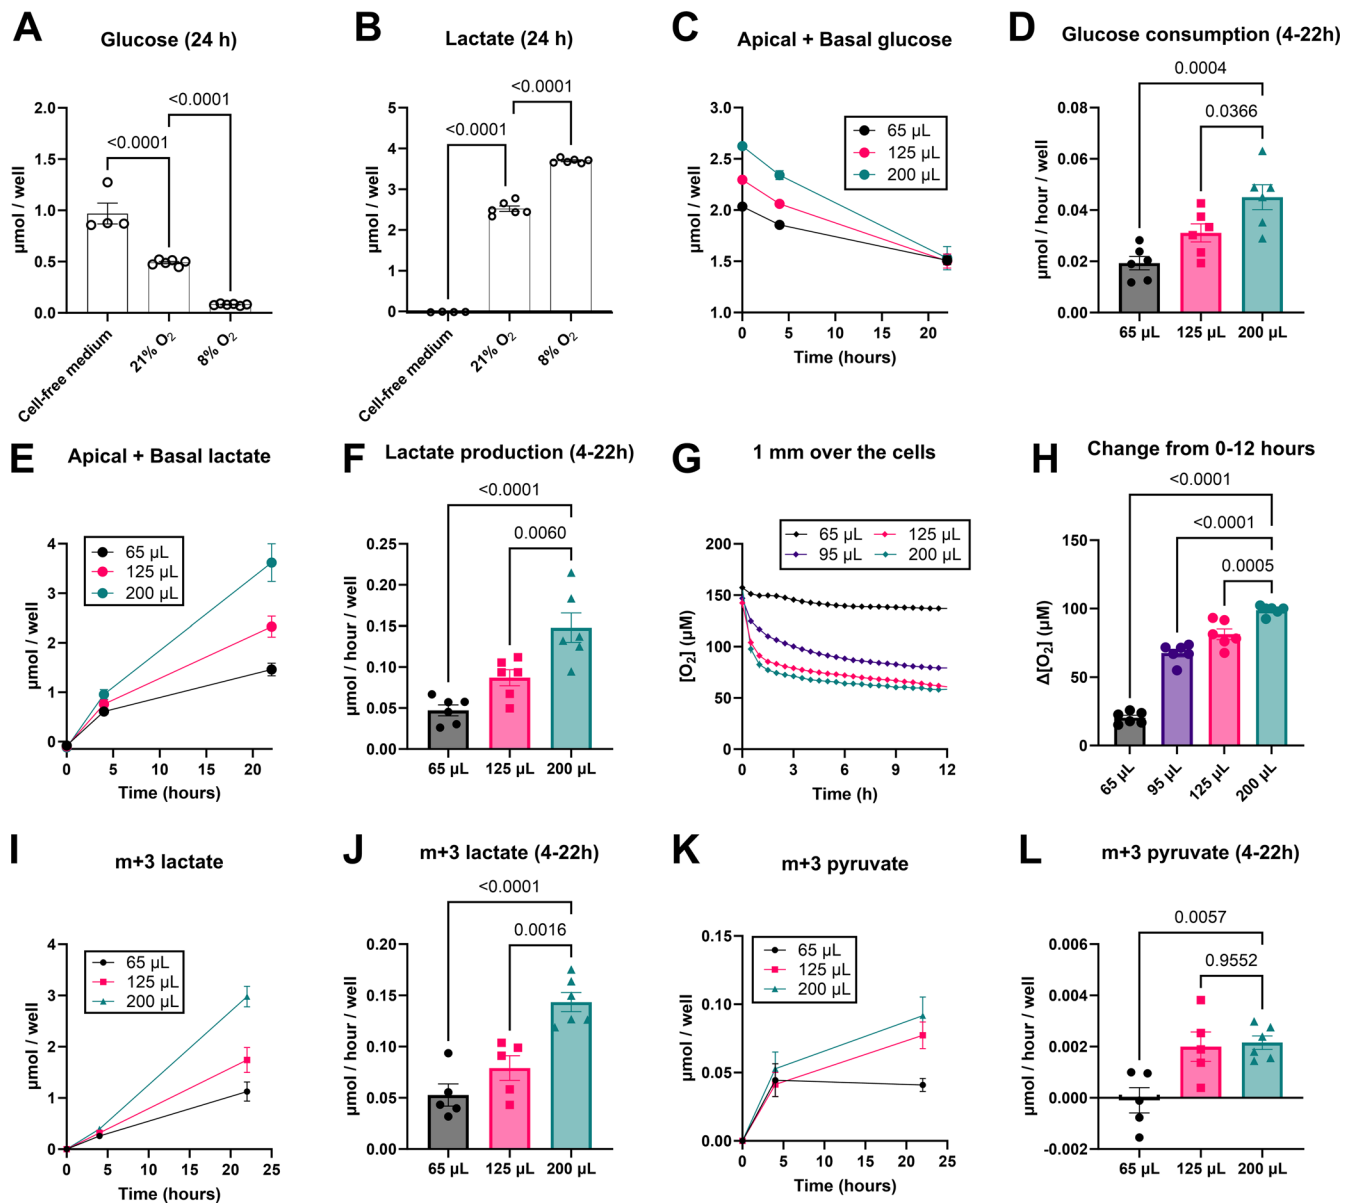 A
Glucose (24 h)
<0.0001
<0.0001
2.0
1.5
1.0
0.5
0.0
µmol / well
Cell-free medium
21% O₂
8% O₂
B
Lactate (24 h)
<0.0001
<0.0001
5
4
3
2
1
0
µmol / well
Cell-free medium
21% O₂
8% O₂
C
Apical + Basal glucose
3.0
2.5
2.0
1.5
1.0
µmol / well
65 µL
125 µL
200 µL
0 5 10 15 20
Time (hours)
D
Glucose consumption (4-22h)
0.0004
0.0366
0.08
0.06
0.04
0.02
0.00
µmol / hour / well
65 µL 125 µL 200 µL
E
Apical + Basal lactate
4
3
2
1
0
µmol / well
65 µL
125 µL
200 µL
0 5 10 15 20
Time (hours)
F
Lactate production (4-22h)
<0.0001
0.0060
0.25
0.20
0.15
0.10
0.05
0.00
µmol / hour / well
65 µL 125 µL 200 µL
G
1 mm over the cells
65 µL 125 µL
95 µL 200 µL
200
150
100
50
0
[O₂] (µM)
0 3 6 9 12
Time (h)
H
Change from 0-12 hours
<0.0001
<0.0001
0.0005
150
100
50
0
Δ[O₂] (µM)
65 µL
95 µL
125 µL
200 µL
I
m+3 lactate
4
3
2
1
0
µmol / well
65 µL
125 µL
200 µL
0 5 10 15 20 25
Time (hours)
J
m+3 lactate (4-22h)
<0.0001
0.0016
0.20
0.15
0.10
0.05
0.00
µmol / hour / well
65 µL 125 µL 200 µL
K
m+3 pyruvate
0.15
0.10
0.05
0.00
µmol / well
65 µL
125 µL
200 µL
0 5 10 15 20 25
Time (hours)
L
m+3 pyruvate (4-22h)
0.0057
0.9552
0.006
0.004
0.002
0.000
-0.002
µmol / hour / well
65 µL 125 µL 200 µL